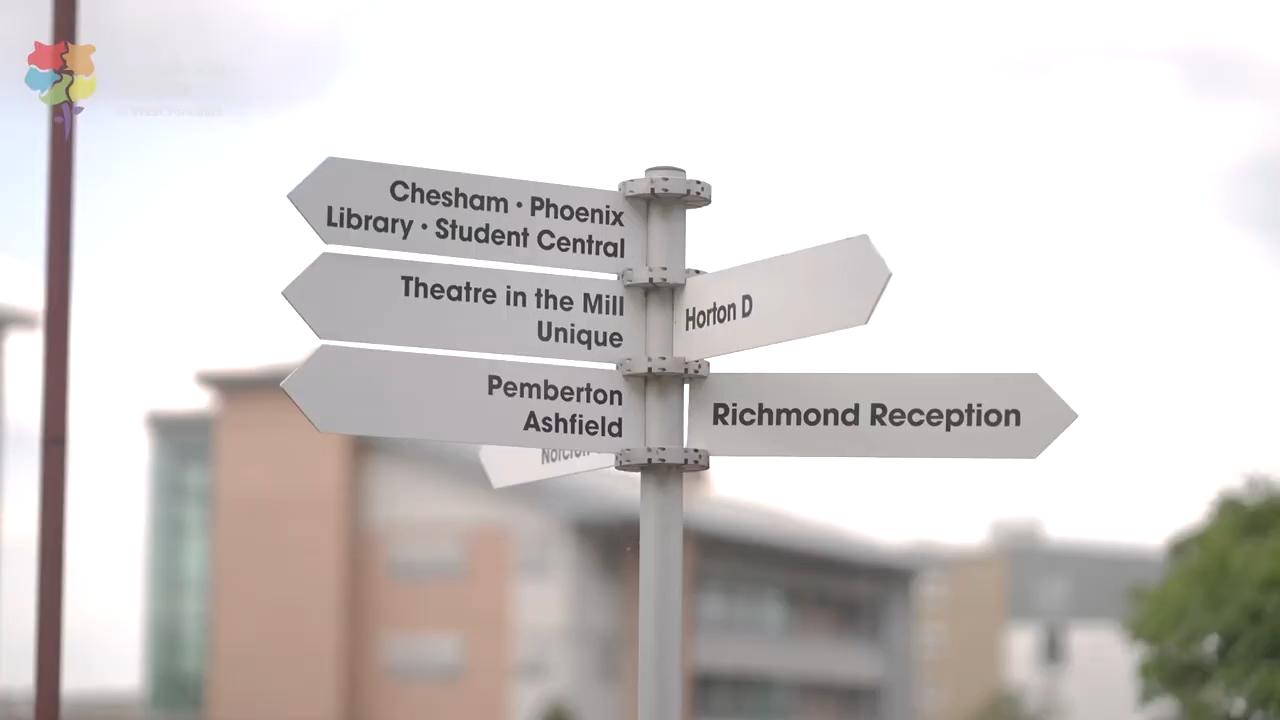 Chesham • Phoenix
Library • Student Central
Theatre in the Mill
Unique
Horton D
Pemberton
Ashfield
Richmond Reception